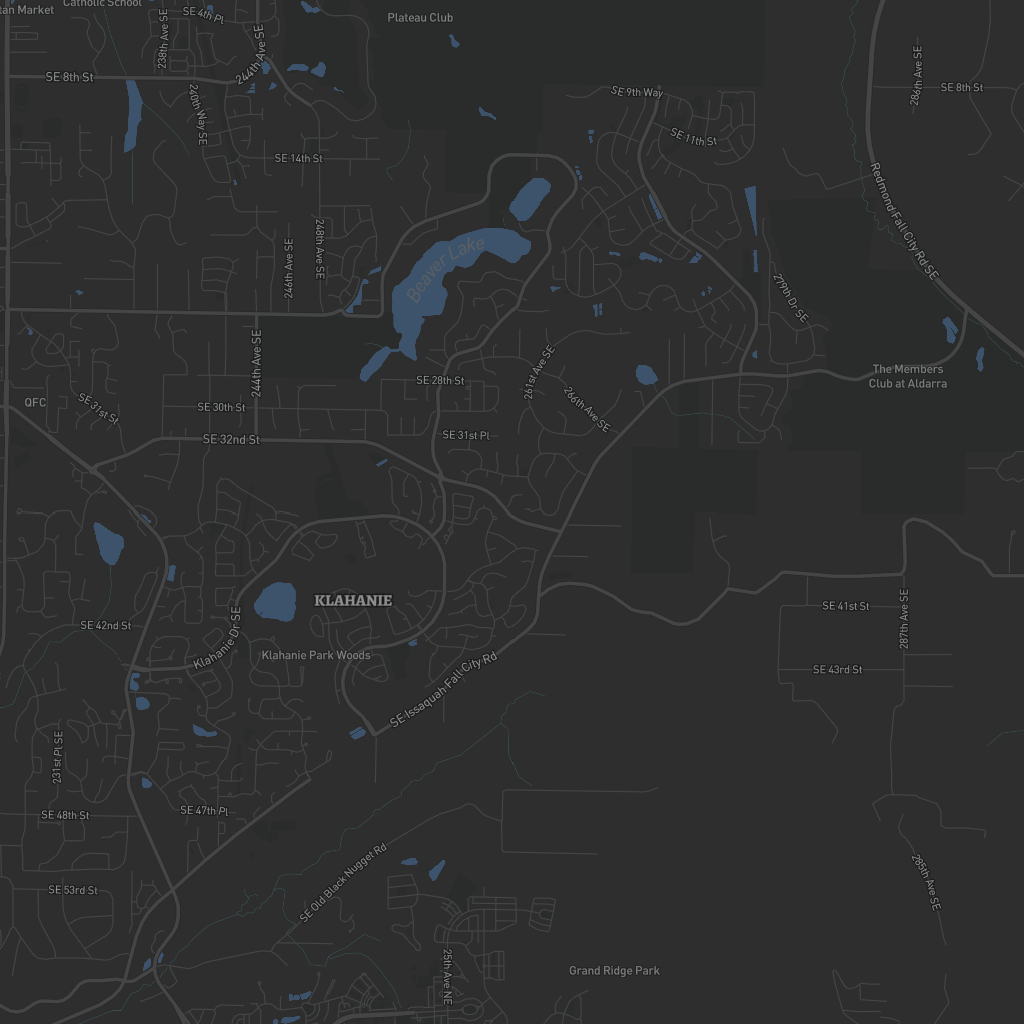 Catholic School
tan Market
SE 4th Pl
Plateau Club
238th Ave SE
244th Ave SE
286th Ave SE
SE 8th St
SE 8th St
SE 9th Way
240th Way SE
SE 11th St
SE 14th St
Redmond Fall-City Rd SE
248th Ave SE
246th Ave SE
Beaver Lake
279th Dr SE
244th Ave SE
261st Ave SE
The Members
Club at Aldarra
SE 28th St
266th Ave SE
QFC
SE 31st St
SE 30th St
SE 32nd St
SE 31st Pl
KLAHANIE
SE 41st St
287th Ave SE
SE 42nd St
Klahanie Dr SE
Klahanie Park Woods
SE 43rd St
SE Issaquah Fall City Rd
231st Pl SE
SE 47th Pl
SE 48th St
SE Old Black Nugget Rd
285th Ave SE
SE 53rd St
25th Ave NE
Grand Ridge Park